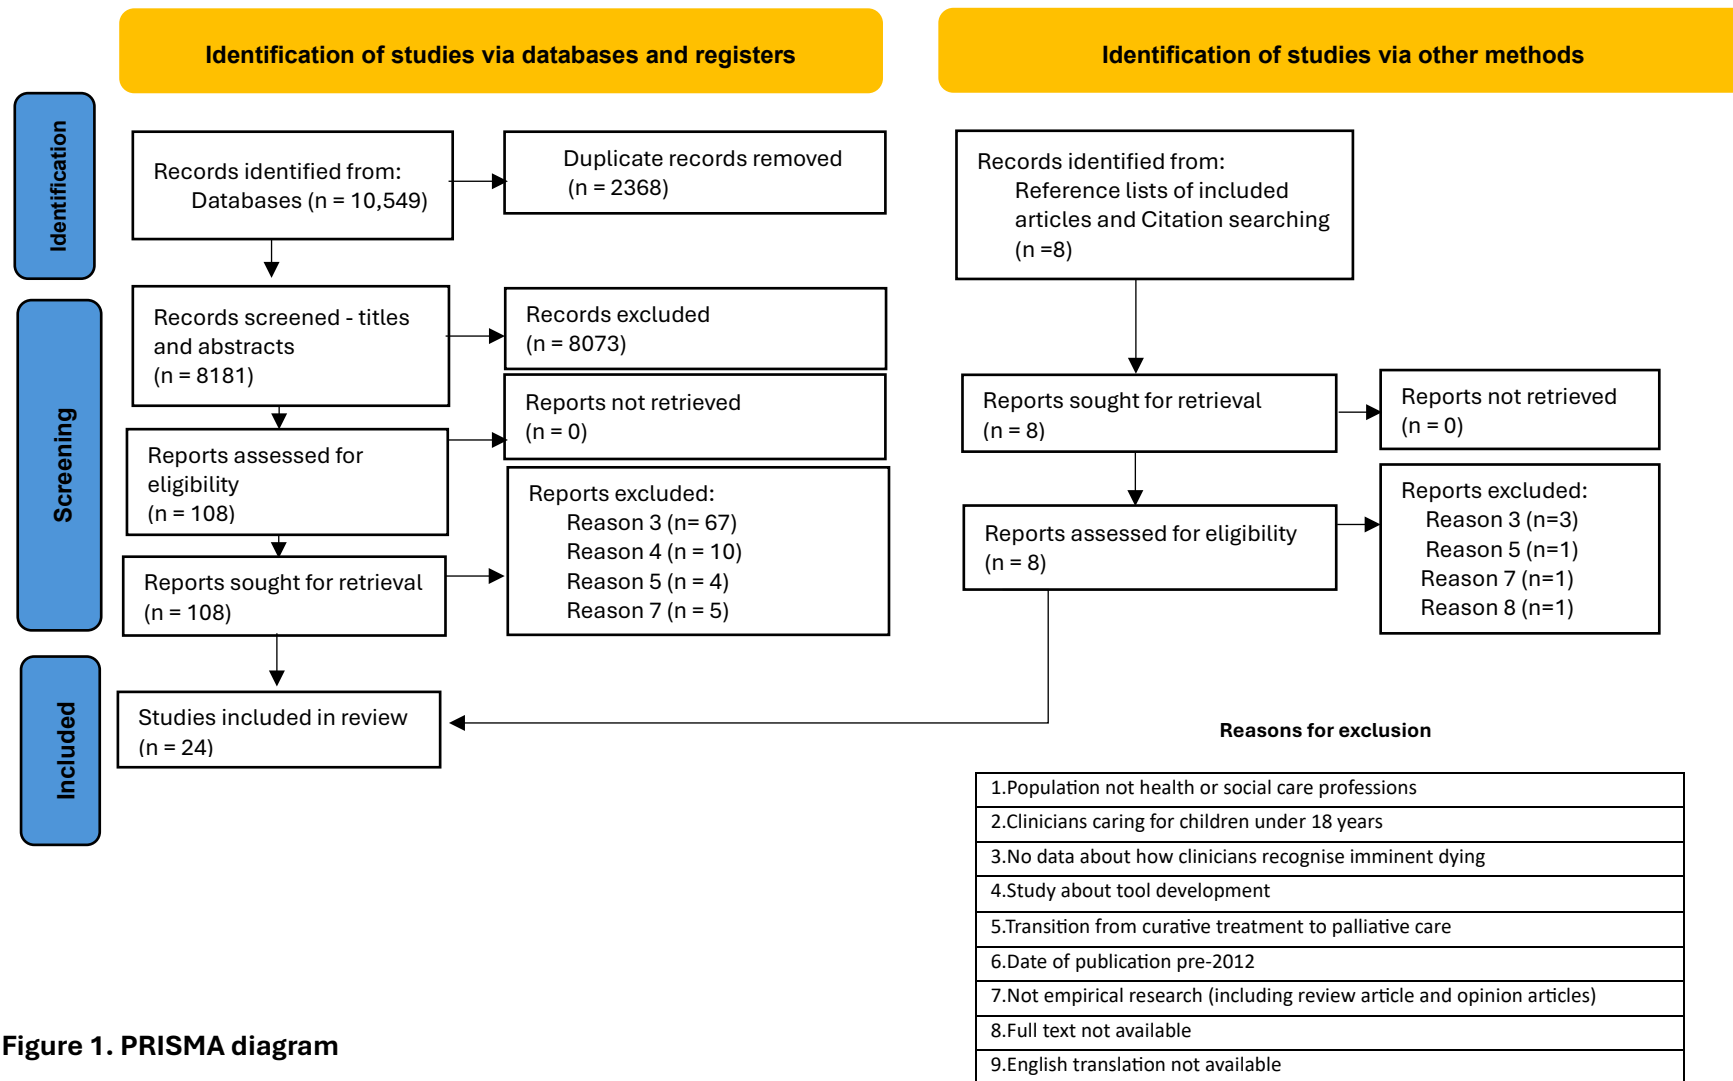 Identification of studies via databases and registers
Identification of studies via other methods
Identification
Records identified from:
Databases (n = 10,549)
Duplicate records removed
(n = 2368)
Records identified from:
Reference lists of included
articles and Citation searching
(n =8)
Screening
Records screened - titles
and abstracts
(n = 8181)
Records excluded
(n = 8073)
Reports not retrieved
(n = 0)
Reports assessed for
eligibility
(n = 108)
Reports excluded:
Reason 3 (n= 67)
Reason 4 (n = 10)
Reason 5 (n = 4)
Reason 7 (n = 5)
Reports sought for retrieval
(n = 108)
Reports sought for retrieval
(n = 8)
Reports not retrieved
(n = 0)
Reports assessed for eligibility
(n = 8)
Reports excluded:
Reason 3 (n=3)
Reason 5 (n=1)
Reason 7 (n=1)
Reason 8 (n=1)
Included
Studies included in review
(n = 24)
Reasons for exclusion
1.Population not health or social care professions
2.Clinicians caring for children under 18 years
3.No data about how clinicians recognise imminent dying
4.Study about tool development
5.Transition from curative treatment to palliative care
6.Date of publication pre-2012
7.Not empirical research (including review article and opinion articles)
8.Full text not available
9.English translation not available
Figure 1. PRISMA diagram